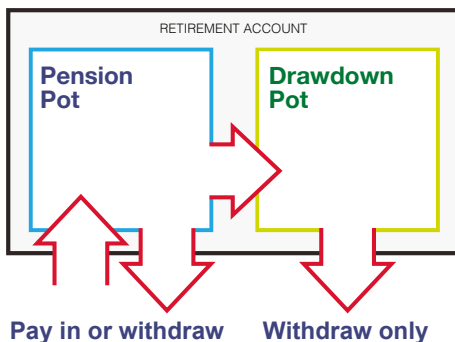 RETIREMENT ACCOUNT
Pension
Pot
Drawdown
Pot
Pay in or withdraw
Withdraw only